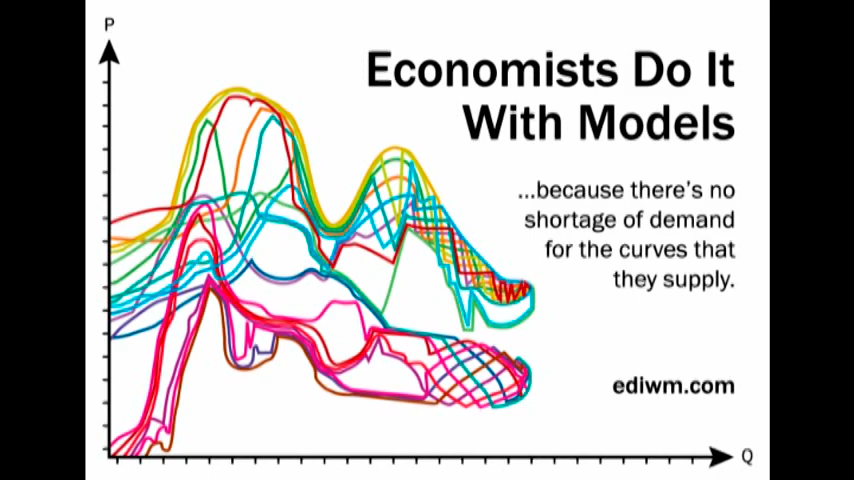 P
Economists Do It
With Models
...because there's no
shortage of demand
for the curves that
they supply.
ediwm.com
Q